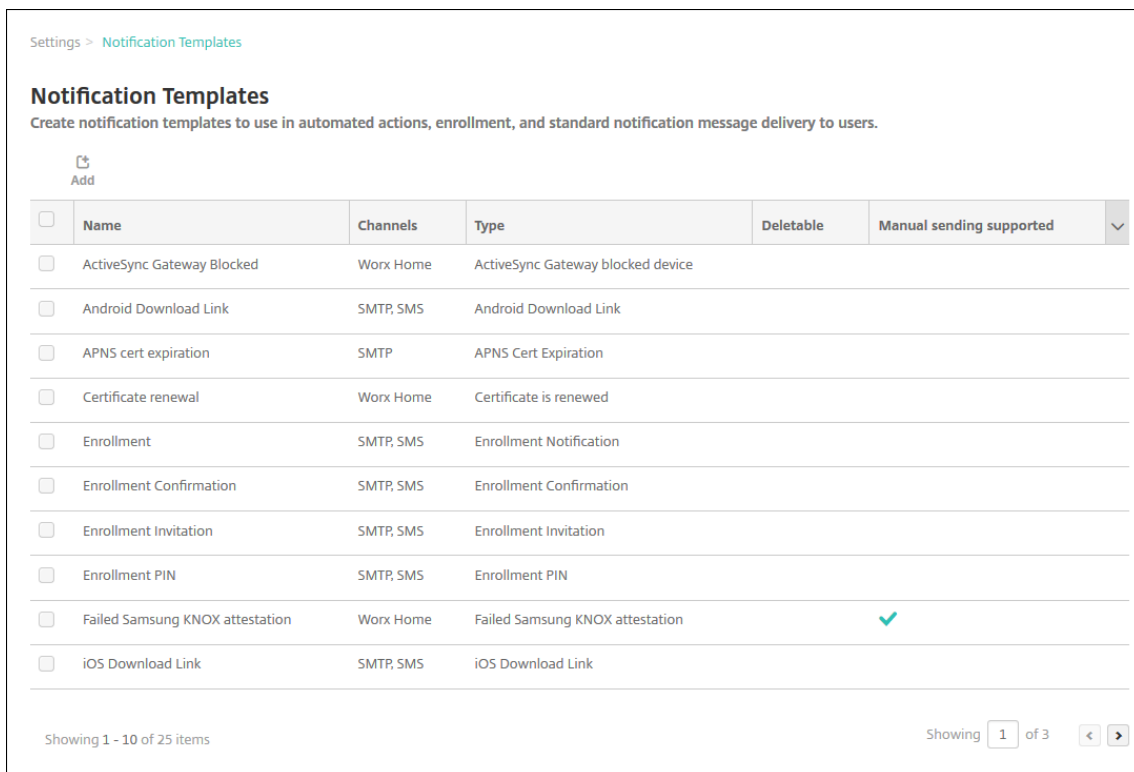 Settings > Notification Templates
Notification Templates
Create notification templates to use in automated actions, enrollment, and standard notification message delivery to users.
Add
Name Channels Type Deletable Manual sending supported
ActiveSync Gateway Blocked Worx Home ActiveSync Gateway blocked device
Android Download Link SMTP, SMS Android Download Link
APNS cert expiration SMTP APNS Cert Expiration
Certificate renewal Worx Home Certificate is renewed
Enrollment SMTP, SMS Enrollment Notification
Enrollment Confirmation SMTP, SMS Enrollment Confirmation
Enrollment Invitation SMTP, SMS Enrollment Invitation
Enrollment PIN SMTP, SMS Enrollment PIN
Failed Samsung KNOX attestation Worx Home Failed Samsung KNOX attestation
iOS Download Link SMTP, SMS iOS Download Link
Showing 1 - 10 of 25 items Showing 1 of 3 < >